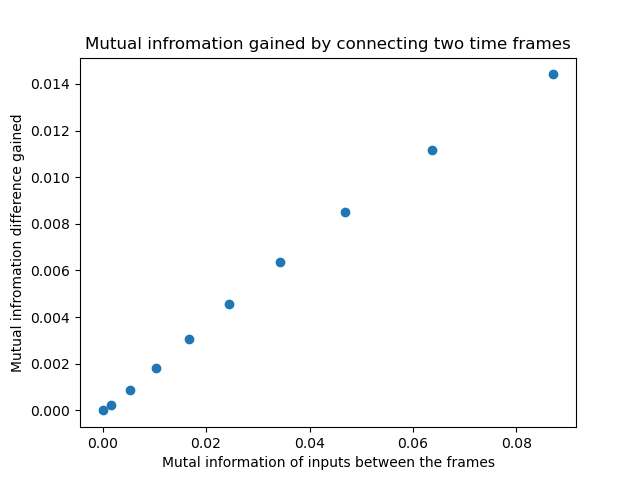 Mutual infromation gained by connecting two time frames
Mutual infromation difference gained
0.014
0.012
0.010
0.008
0.006
0.004
0.002
0.000
0.00 0.02 0.04 0.06 0.08
Mutal information of inputs between the frames